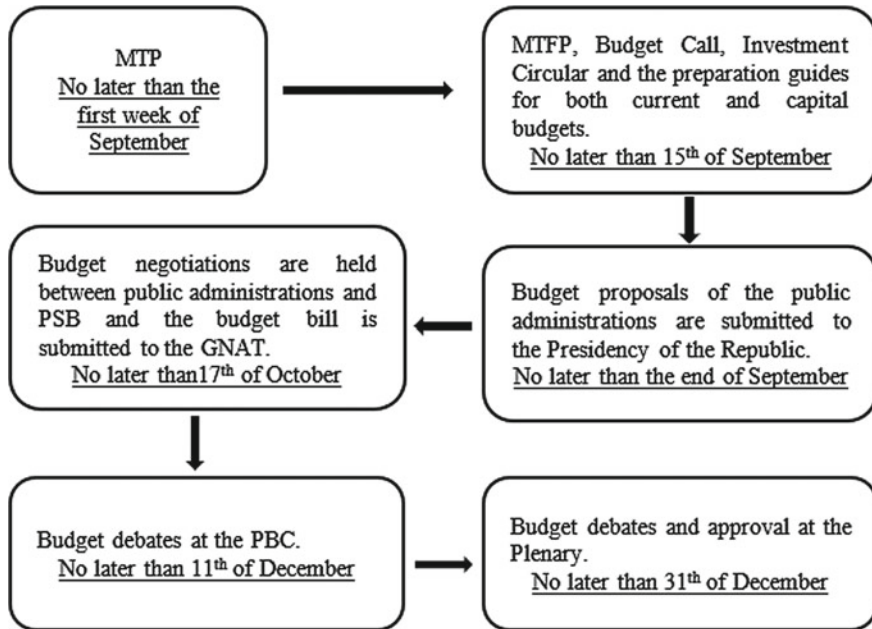 MTP
No later than the
first week of
September
MTFP, Budget Call, Investment
Circular and the preparation guides
for both current and capital
budgets.
No later than 15th of September
Budget proposals of the public
administrations are submitted to
the Presidency of the Republic.
No later than the end of September
Budget negotiations are held
between public administrations and
PSB and the budget bill is
submitted to the GNAT.
No later than17th of October
Budget debates at the PBC.
No later than 11th of December
Budget debates and approval at the
Plenary.
No later than 31th of December